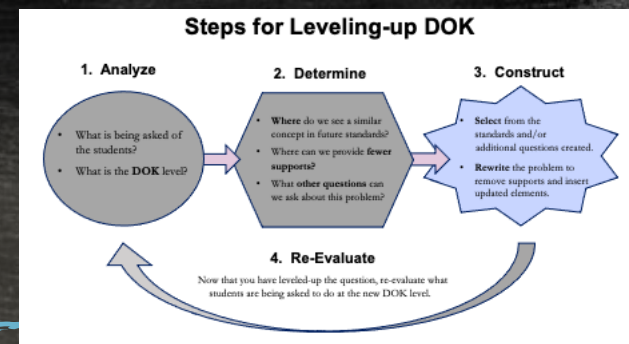 Steps for Leveling-up DOK
1. Analyze
• What is being asked of
the students?
• What is the DOK level?
2. Determine
• Where do we see a similar
concept in future standards?
• Where can we provide fewer
supports?
• What other questions can
we ask about this problem?
3. Construct
• Select from the
standards and/or
additional questions created.
• Rewrite the problem to
remove supports and insert
updated elements.
4. Re-Evaluate
Now that you have leveled-up the question, re-evaluate what
students are being asked to do at the new DOK level.